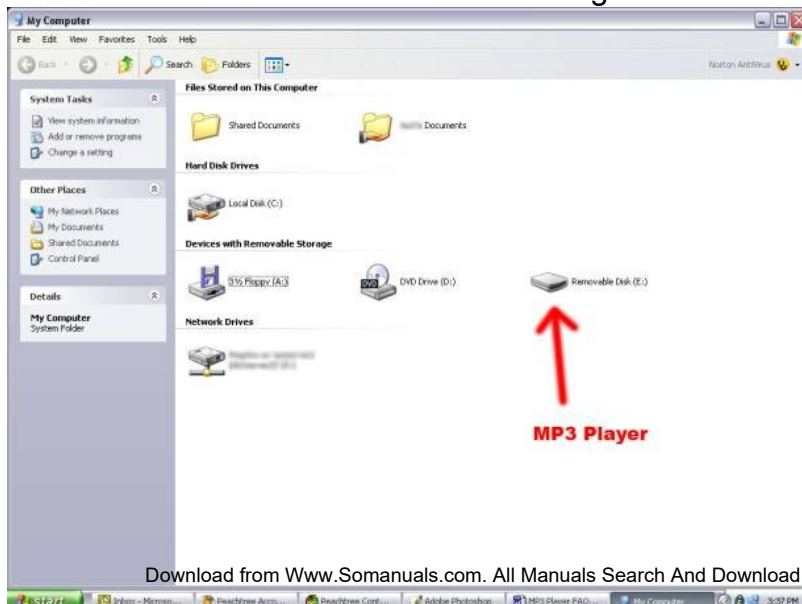 My Computer
File Edit View Favorites Tools Help
Back Search Folders Norton AntiVirus
System Tasks
View system information
Add or remove programs
Change a setting
Other Places
My Network Places
My Documents
Shared Documents
Control Panel
Details
My Computer
System Folder
Files Stored on This Computer
Shared Documents Documents
Hard Disk Drives
Local Disk (C:)
Devices with Removable Storage
3½ Floppy (A:) DVD Drive (D:) Removable Disk (E:)
Network Drives
MP3 Player
Download from Www.Somanuals.com. All Manuals Search And Download
start Inbox - Microso... Peachtree Acco... Peachtree Cont... Adobe Photoshop MP3 Player FAQ... My Computer 3:37 PM